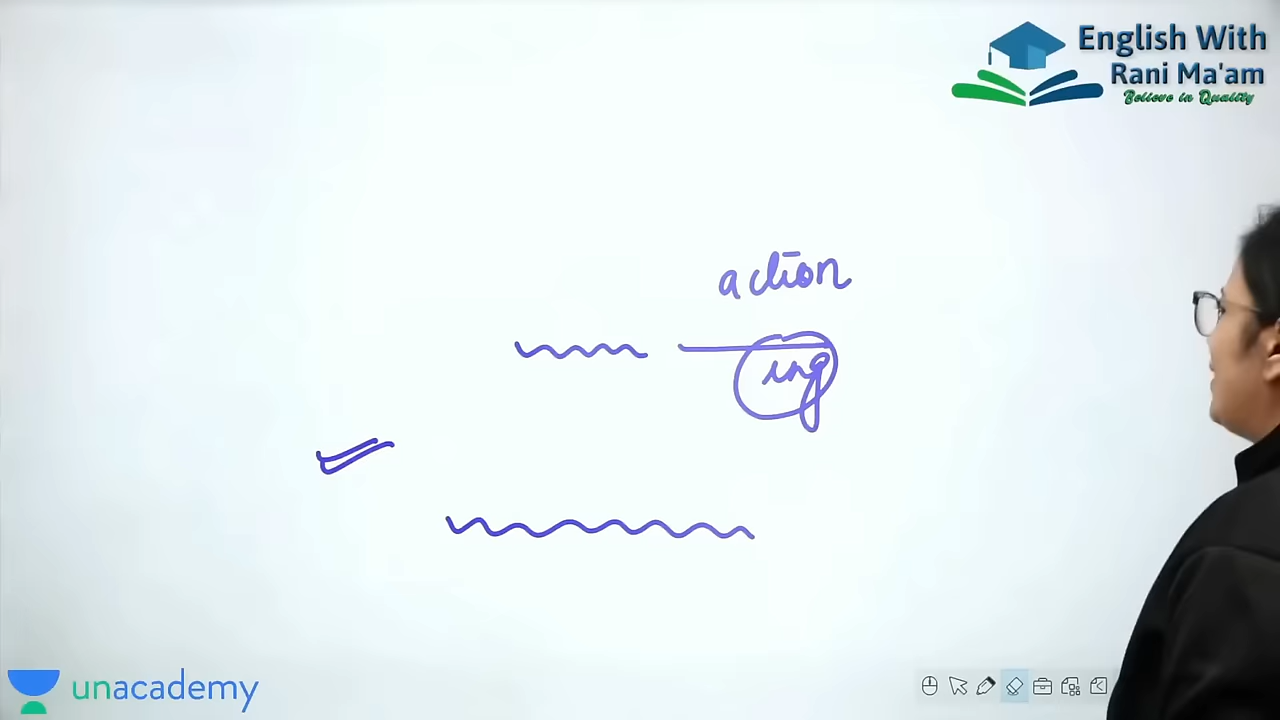 English With
Rani Ma'am
Believe in Quality
action
ing
unacademy